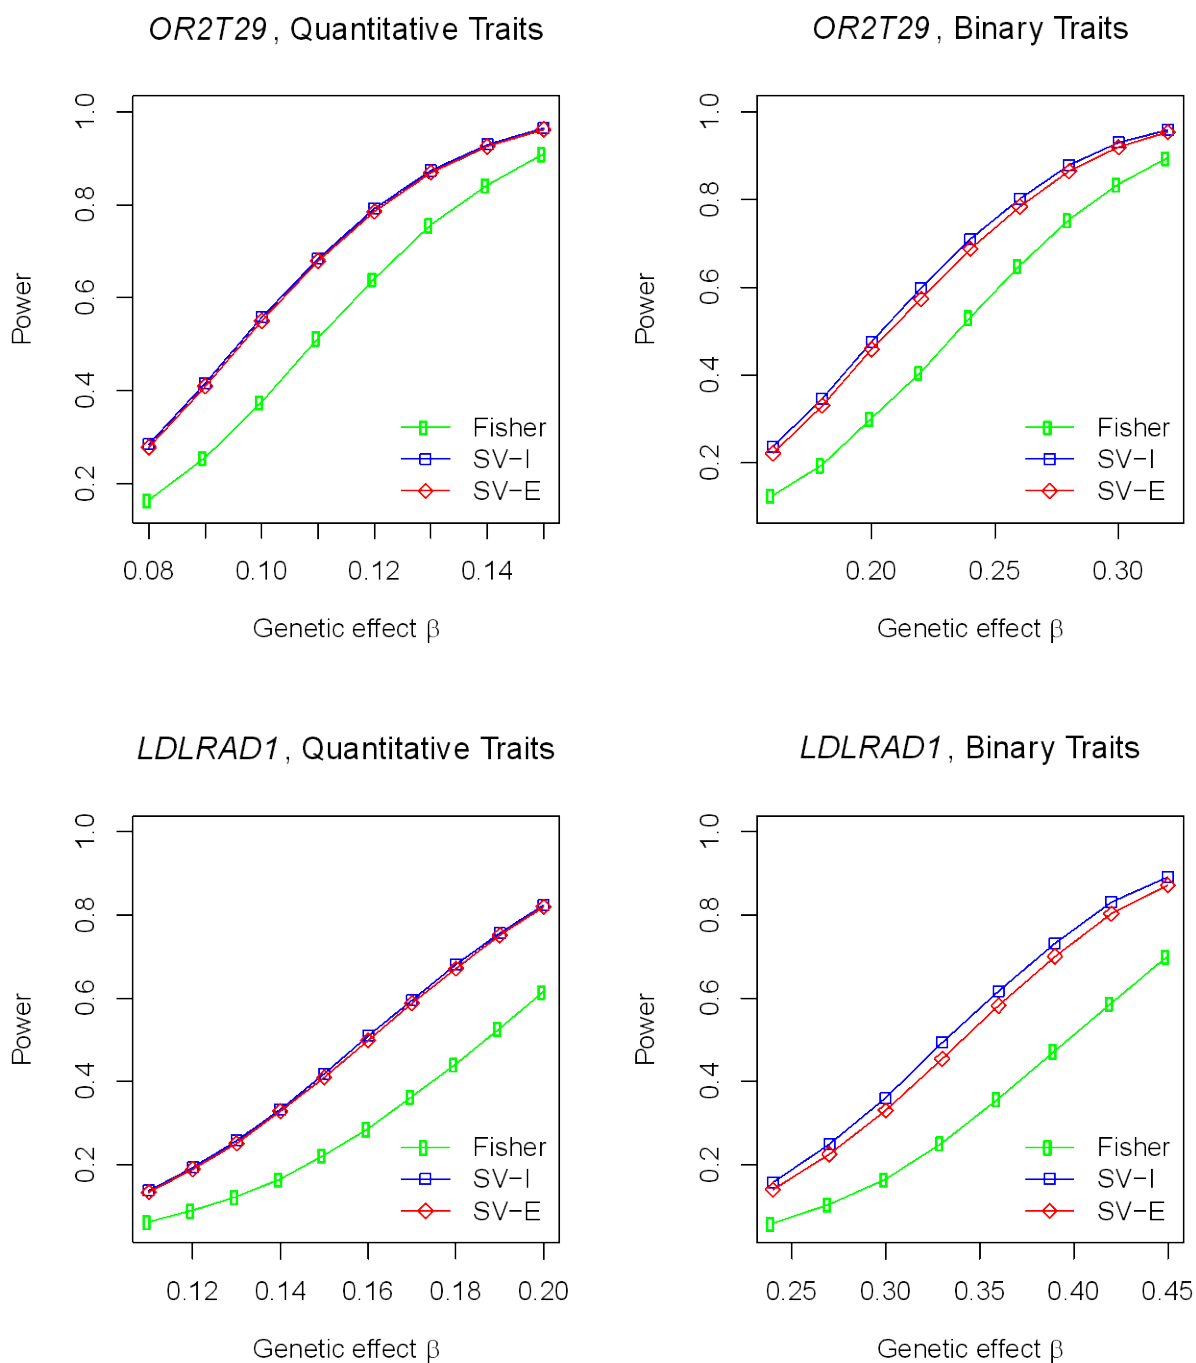 OR2T29, Quantitative Traits
Power
1.0
0.8
0.6
0.4
0.2
Fisher
SV-I
SV-E
0.08 0.10 0.12 0.14
Genetic effect β
OR2T29, Binary Traits
Power
1.0
0.8
0.6
0.4
0.2
Fisher
SV-I
SV-E
0.20 0.25 0.30
Genetic effect β
LDLRAD1, Quantitative Traits
Power
1.0
0.8
0.6
0.4
0.2
Fisher
SV-I
SV-E
0.12 0.14 0.16 0.18 0.20
Genetic effect β
LDLRAD1, Binary Traits
Power
1.0
0.8
0.6
0.4
0.2
Fisher
SV-I
SV-E
0.25 0.30 0.35 0.40 0.45
Genetic effect β